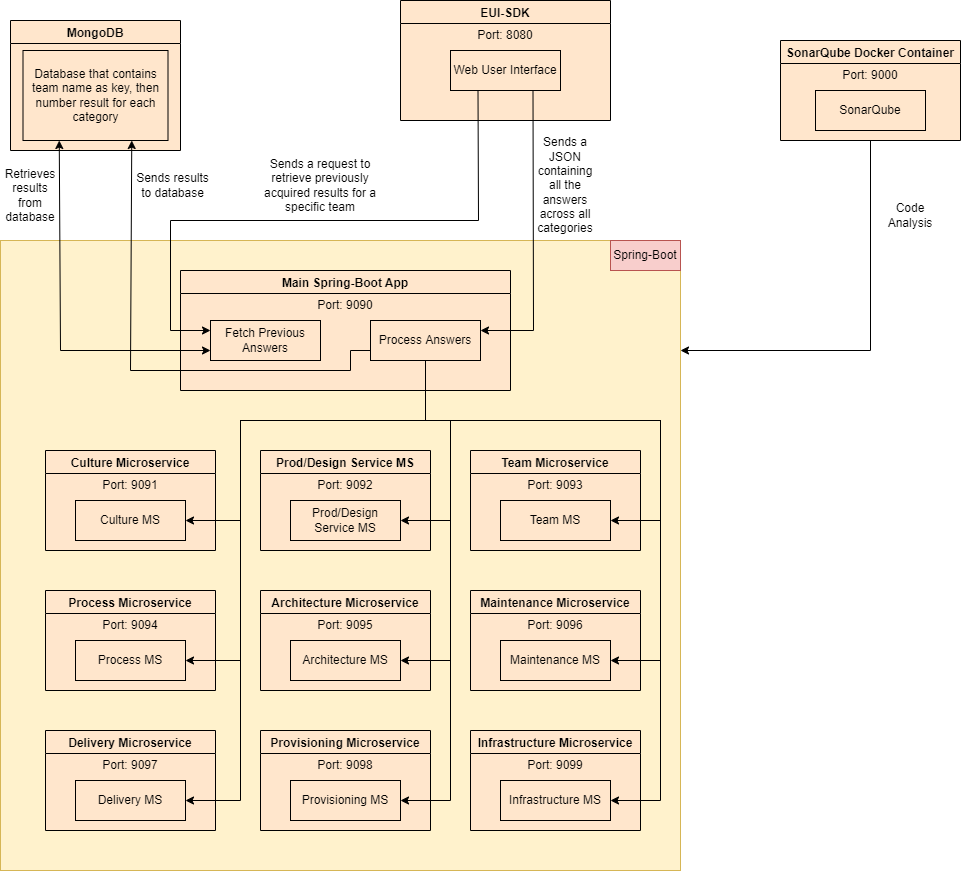 EUI-SDK
Port: 8080
Web User Interface
MongoDB
Database that contains
team name as key, then
number result for each
category
SonarQube Docker Container
Port: 9000
SonarQube
Retrieves
results
from
database
Sends results
to database
Sends a request to
retrieve previously
acquired results for a
specific team
Sends a
JSON
containing
all the
answers
across all
categories
Code
Analysis
Spring-Boot
Main Spring-Boot App
Port: 9090
Fetch Previous
Answers
Process Answers
Culture Microservice
Port: 9091
Culture MS
Prod/Design Service MS
Port: 9092
Prod/Design
Service MS
Team Microservice
Port: 9093
Team MS
Process Microservice
Port: 9094
Process MS
Architecture Microservice
Port: 9095
Architecture MS
Maintenance Microservice
Port: 9096
Maintenance MS
Delivery Microservice
Port: 9097
Delivery MS
Provisioning Microservice
Port: 9098
Provisioning MS
Infrastructure Microservice
Port: 9099
Infrastructure MS